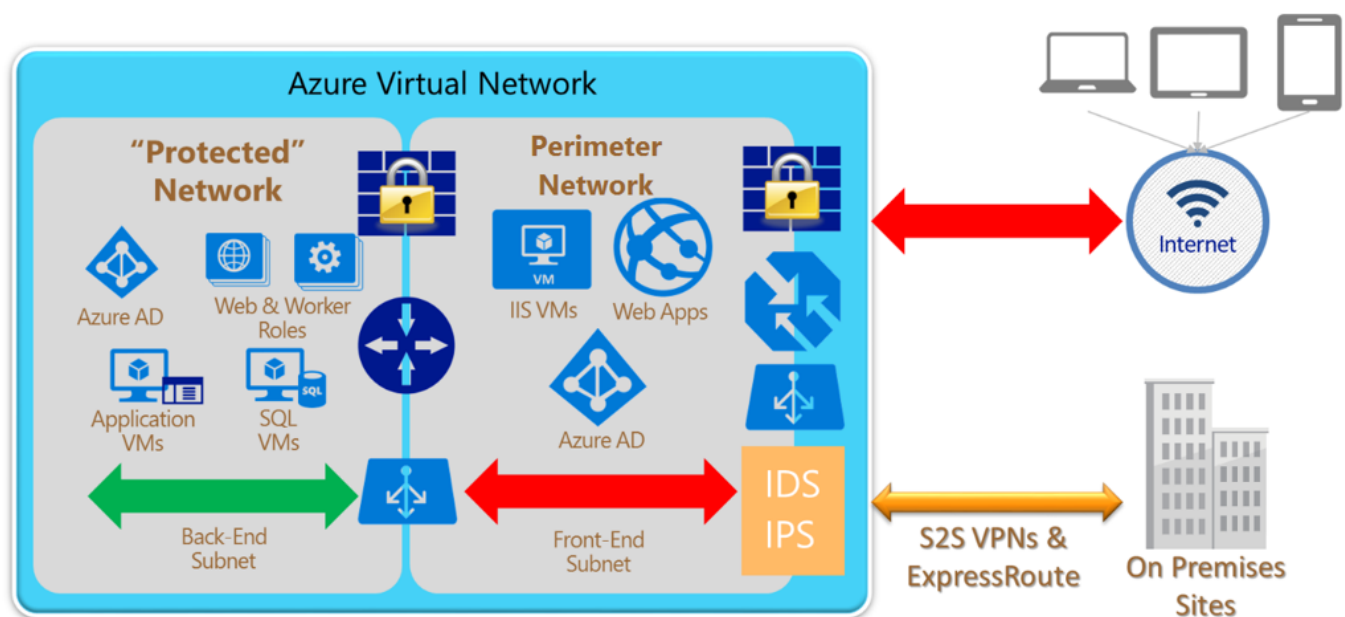 Azure Virtual Network
“Protected”
Network
Azure AD
Web & Worker
Roles
Application
VMs
SQL
SQL
VMs
Back-End
Subnet
Perimeter
Network
VM
IIS VMs
Web Apps
Azure AD
Front-End
Subnet
IDS
IPS
Internet
S2S VPNs &
ExpressRoute
On Premises
Sites